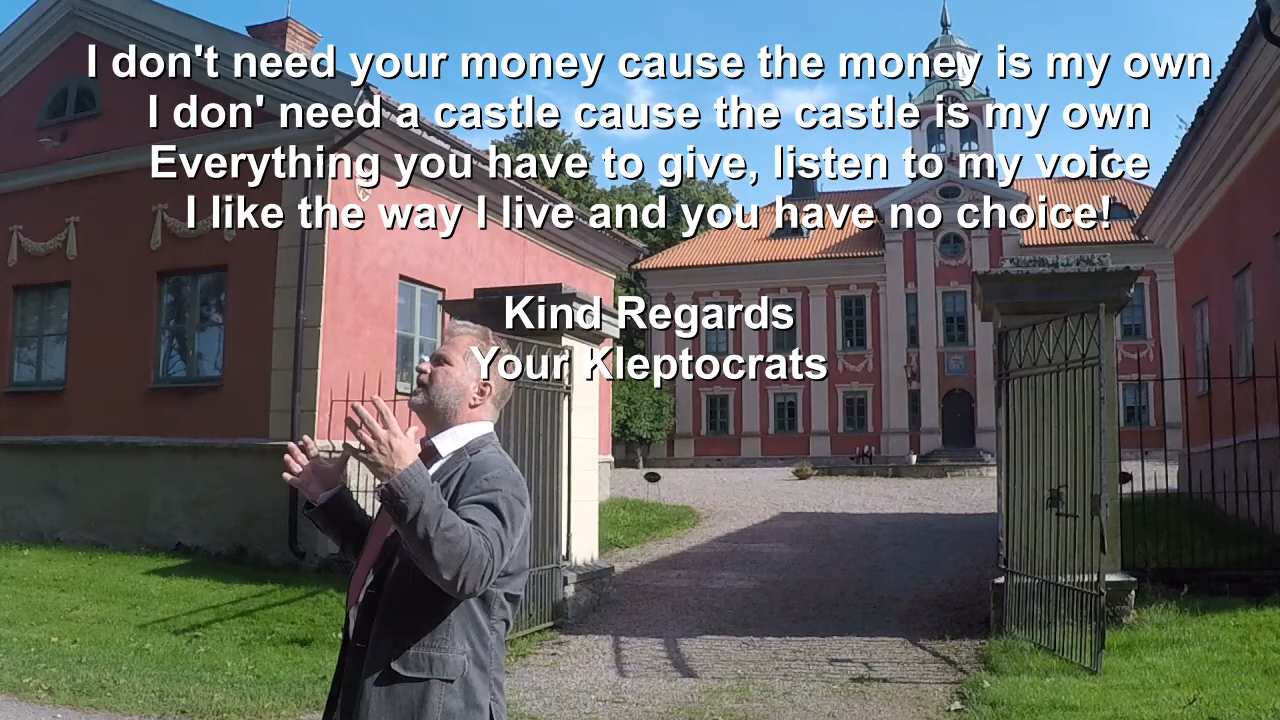 I don't need your money cause the money is my own
I don' need a castle cause the castle is my own
Everything you have to give, listen to my voice
I like the way I live and you have no choice!
Kind Regards
Your Kleptocrats